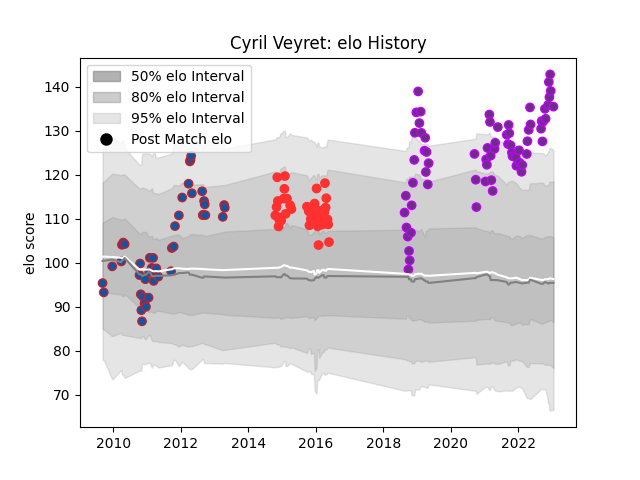 Cyril Veyret: elo History
50% elo Interval
80% elo Interval
95% elo Interval
Post Match elo
elo score
140
130
120
110
100
90
80
70
2010 2012 2014 2016 2018 2020 2022